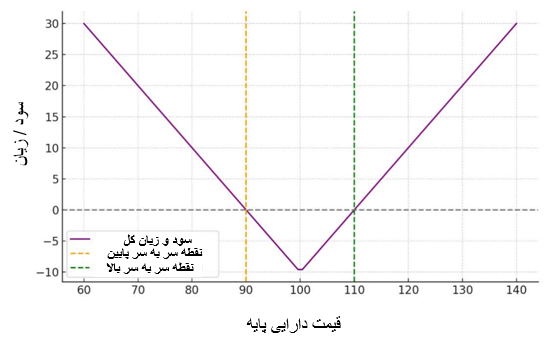 سود / زیان
30
25
20
15
10
5
0
−5
−10
سود و زیان کل
نقطه سر به سر پایین
نقطه سر به سر بالا
60 70 80 90 100 110 120 130 140
قیمت دارایی پایه